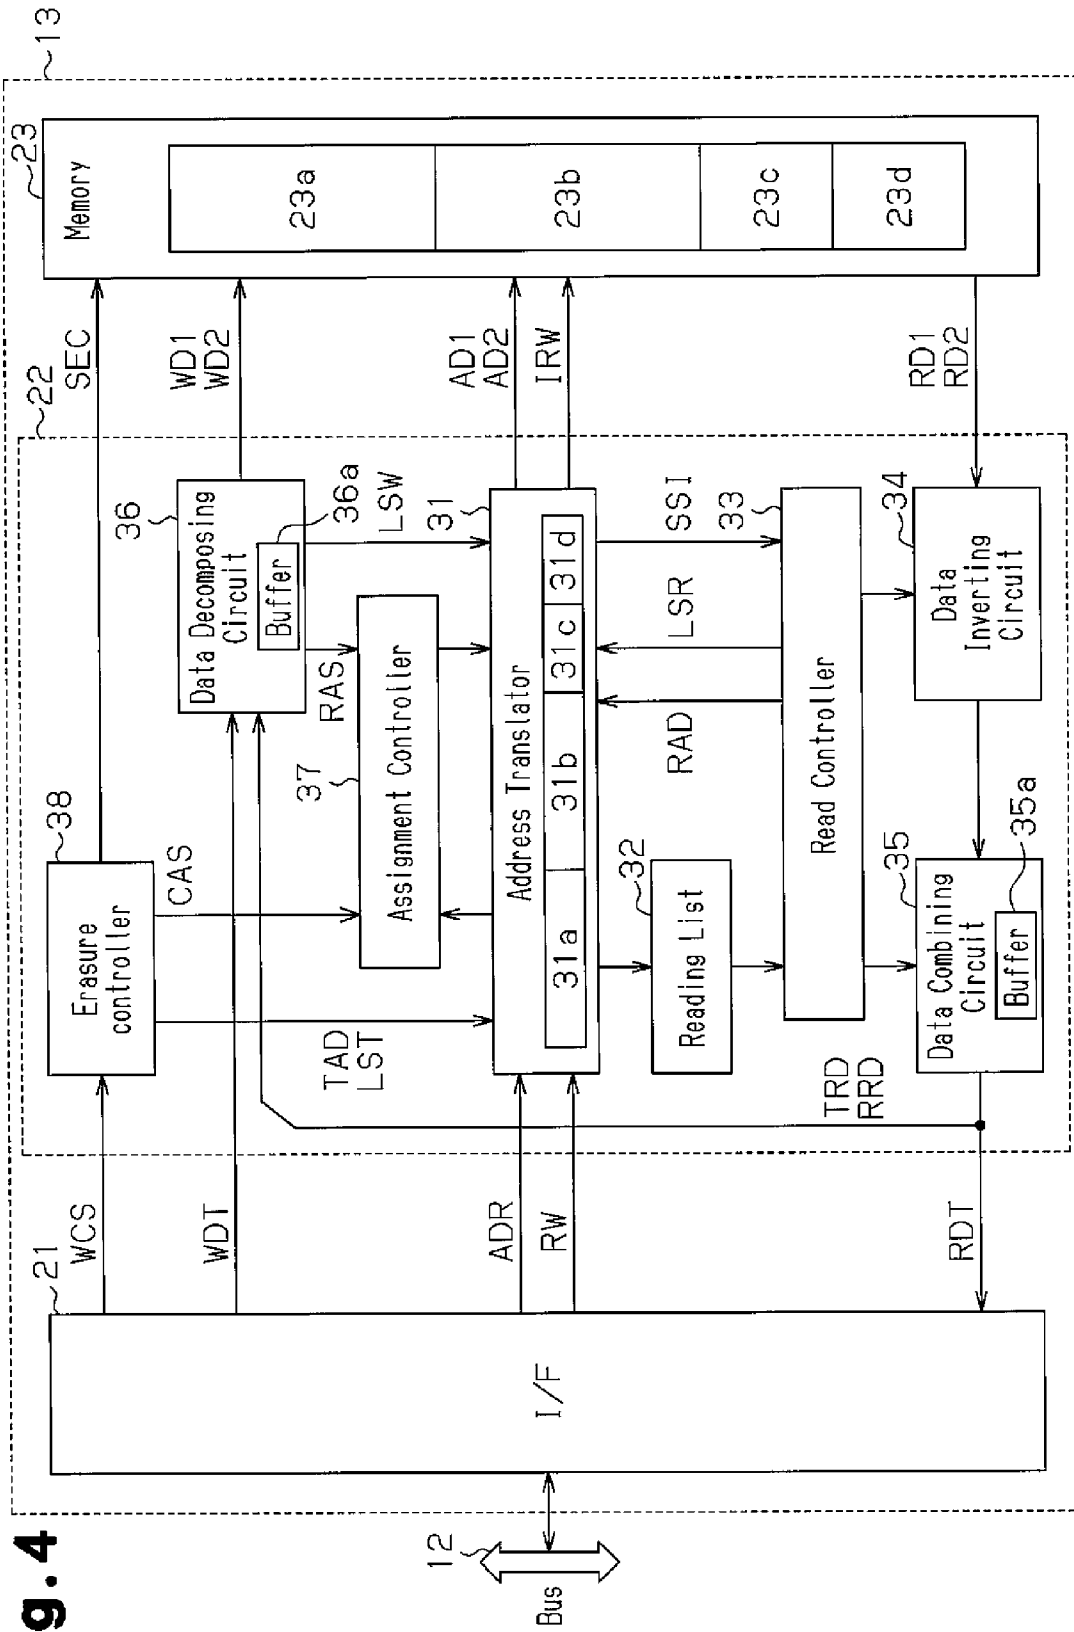 g.4
13
Bus
12
I/F
21
WCS
WDT
ADR
RW
RDT
22
Erasure
controller
38
CAS
TAD
LST
SEC
Data Decomposing
Circuit
36
Buffer
36a
RAS
LSW
WD1
WD2
Assignment Controller
37
Address Translator
31
31a
31b
31c
31d
AD1
AD2
IRW
Reading List
32
RAD
LSR
SSI
Read Controller
33
Data Combining
Circuit
35
Buffer
35a
TRD
RRD
Data
Inverting
Circuit
34
RD1
RD2
Memory
23
23a
23b
23c
23d